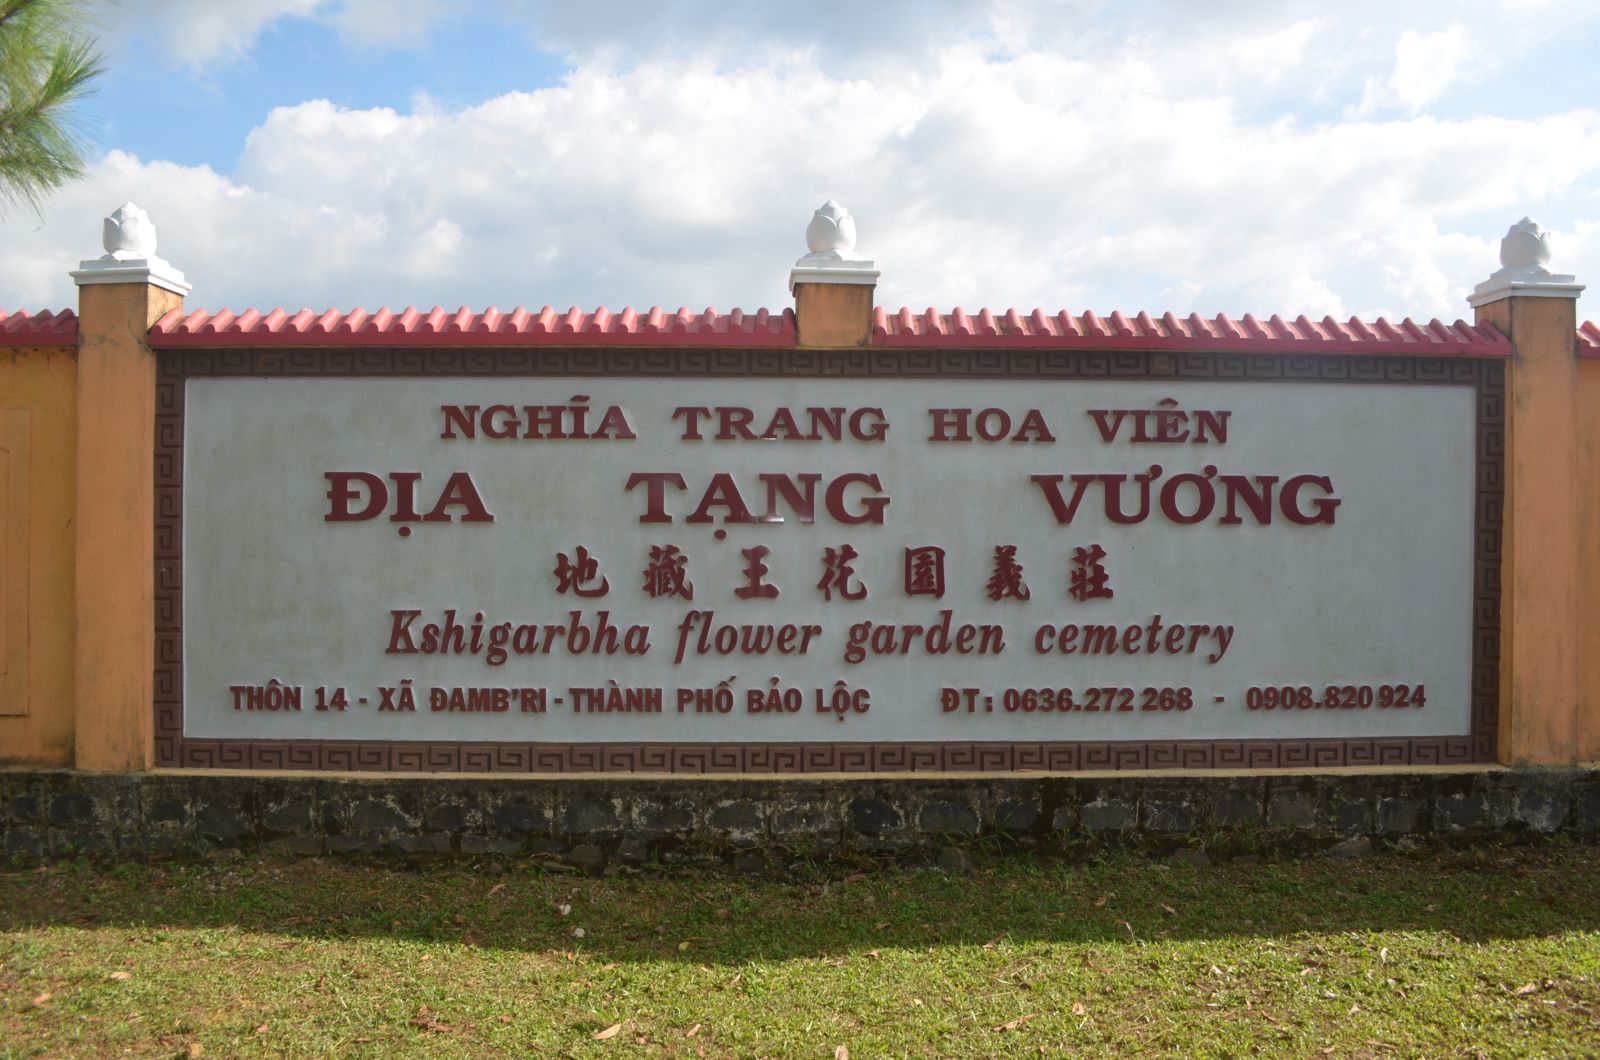 NGHĨA TRANG HOA VIÊN
ĐỊA TẠNG VƯƠNG
地藏王花園義莊
Kshigarbha flower garden cemetery
THÔN 14 - XÃ ĐAMB'RI - THÀNH PHỐ BẢO LỘC ĐT: 0636.272 268 - 0908.820 924